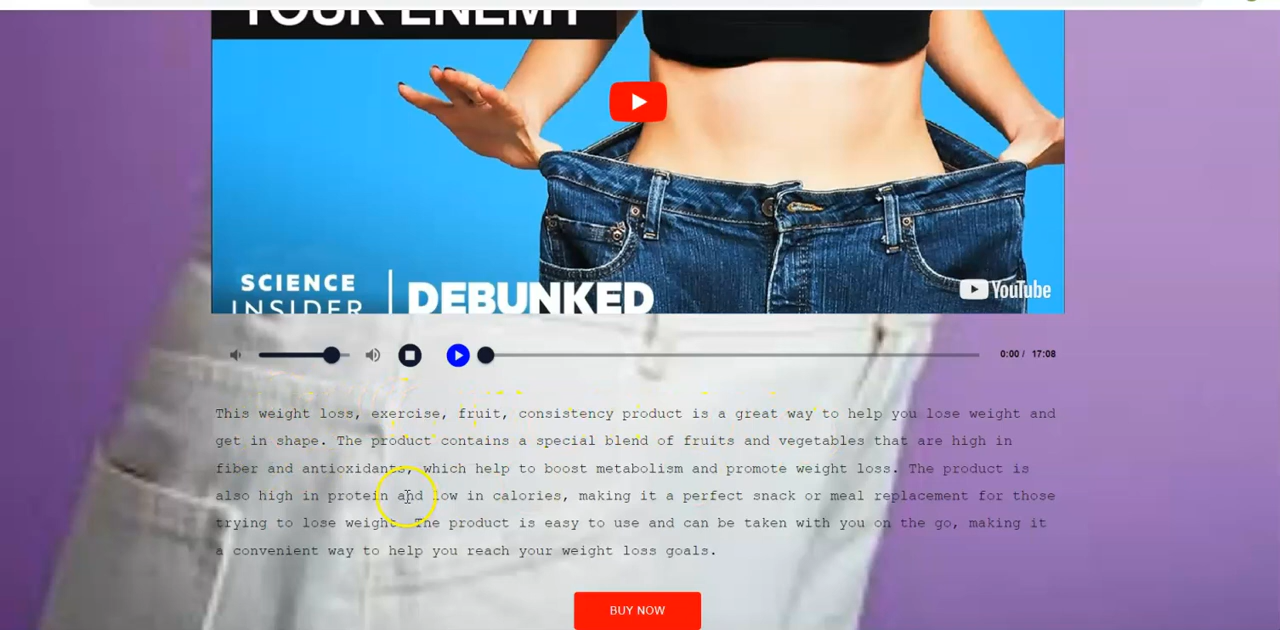 YOUR ENEMY
SCIENCE
INSIDER
DEBUNKED
YouTube
0:00 / 17:08
This weight loss, exercise, fruit, consistency product is a great way to help you lose weight and
get in shape. The product contains a special blend of fruits and vegetables that are high in
fiber and antioxidants, which help to boost metabolism and promote weight loss. The product is
also high in protein and low in calories, making it a perfect snack or meal replacement for those
trying to lose weight. The product is easy to use and can be taken with you on the go, making it
a convenient way to help you reach your weight loss goals.
BUY NOW